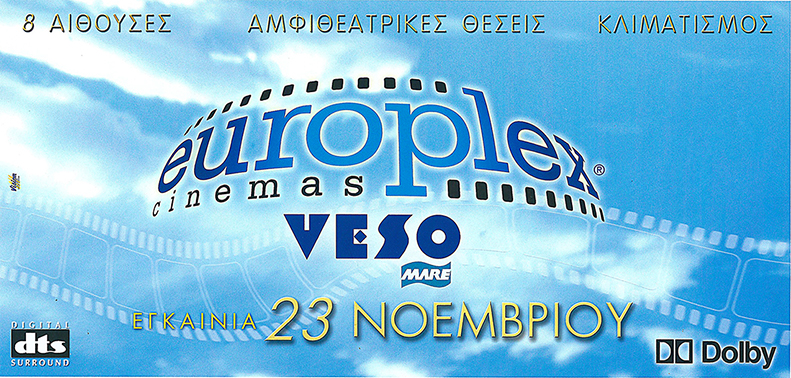 8 ΑΙΘΟΥΣΕΣ ΑΜΦΙΘΕΑΤΡΙΚΕΣ ΘΕΣΕΙΣ ΚΛΙΜΑΤΙΣΜΟΣ
europlex®
cinemas
VESO
MARE
ΕΓΚΑΙΝΙΑ 23 ΝΟΕΜΒΡΙΟΥ
DIGITAL
dts
SURROUND
Dolby